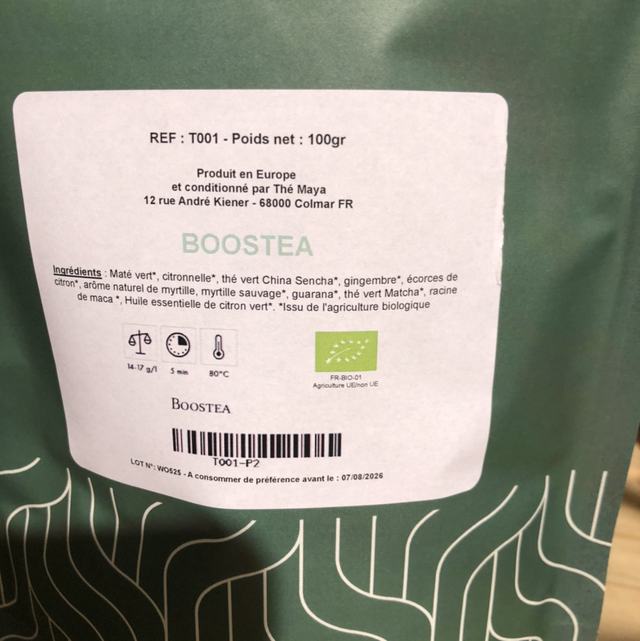 REF : T001 - Poids net : 100gr
Produit en Europe
et conditionné par Thé Maya
12 rue André Kiener - 68000 Colmar FR
BOOSTEA
Ingrédients : Maté vert*, citronnelle*, thé vert China Sencha*, gingembre*, écorces de
citron*, arôme naturel de myrtille, myrtille sauvage*, guarana*, thé vert Matcha*, racine
de maca *, Huile essentielle de citron vert*. *Issu de l'agriculture biologique
14-17 g/l 5 min 80°C
FR-BIO-01
Agriculture UE/non UE
BOOSTEA
T001-P2
LOT N°: WO525 - A consommer de préférence avant le : 07/08/2026